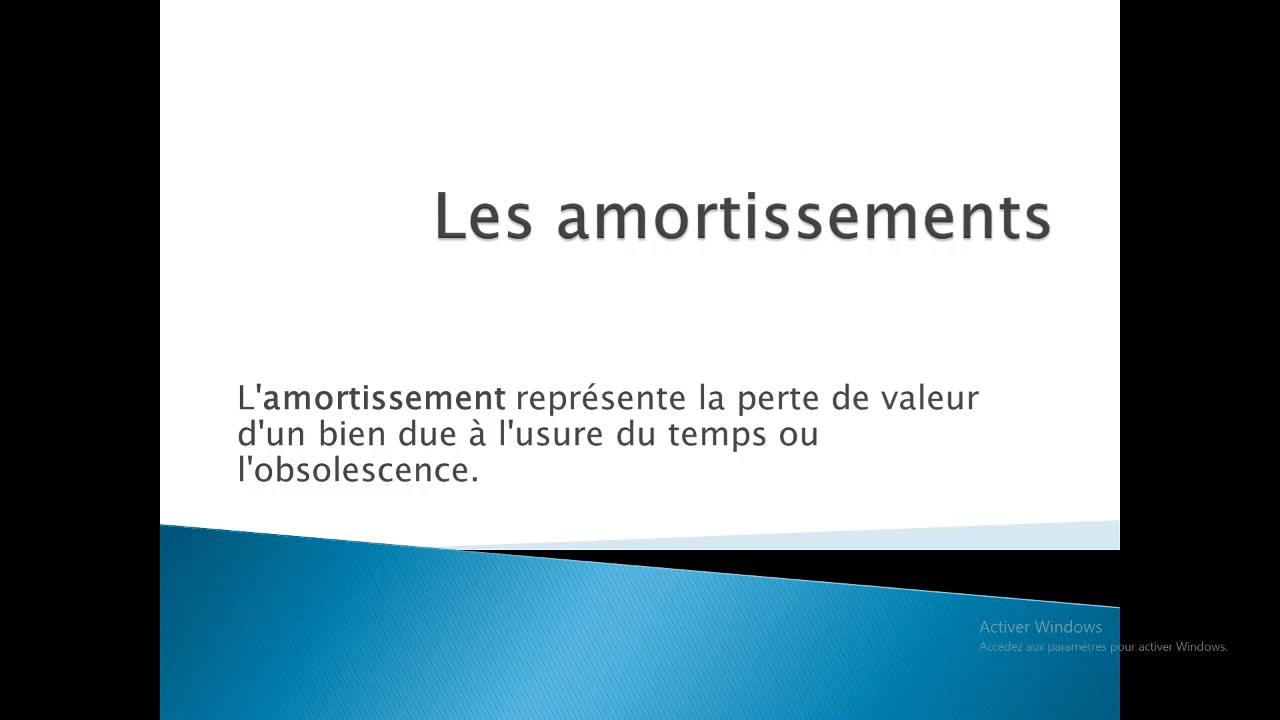 Les amortissements
L'amortissement représente la perte de valeur
d'un bien due à l'usure du temps ou
l'obsolescence.
Activer Windows
Accédez aux paramètres pour activer Windows.